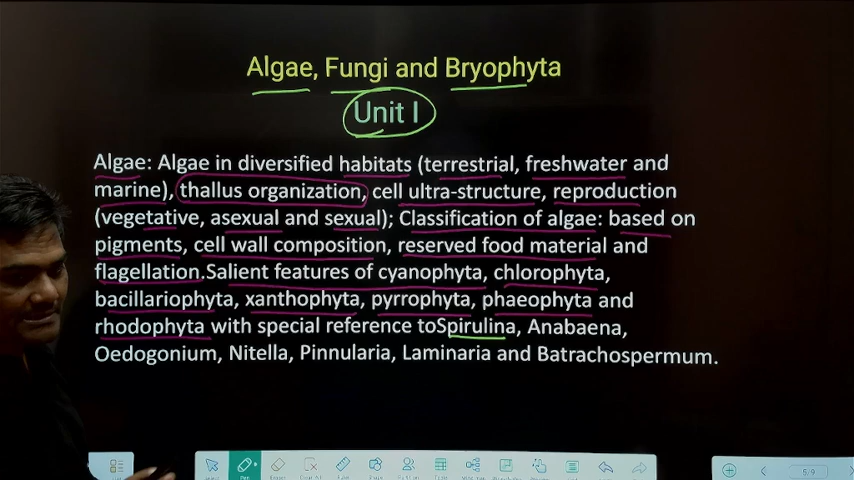 Algae, Fungi and Bryophyta
Unit I
Algae: Algae in diversified habitats (terrestrial, freshwater and
marine), thallus organization, cell ultra-structure, reproduction
(vegetative, asexual and sexual); Classification of algae: based on
pigments, cell wall composition, reserved food material and
flagellation.Salient features of cyanophyta, chlorophyta,
bacillariophyta, xanthophyta, pyrrophyta, phaeophyta and
rhodophyta with special reference toSpirulina, Anabaena,
Oedogonium, Nitella, Pinnularia, Laminaria and Batrachospermum.
5/9